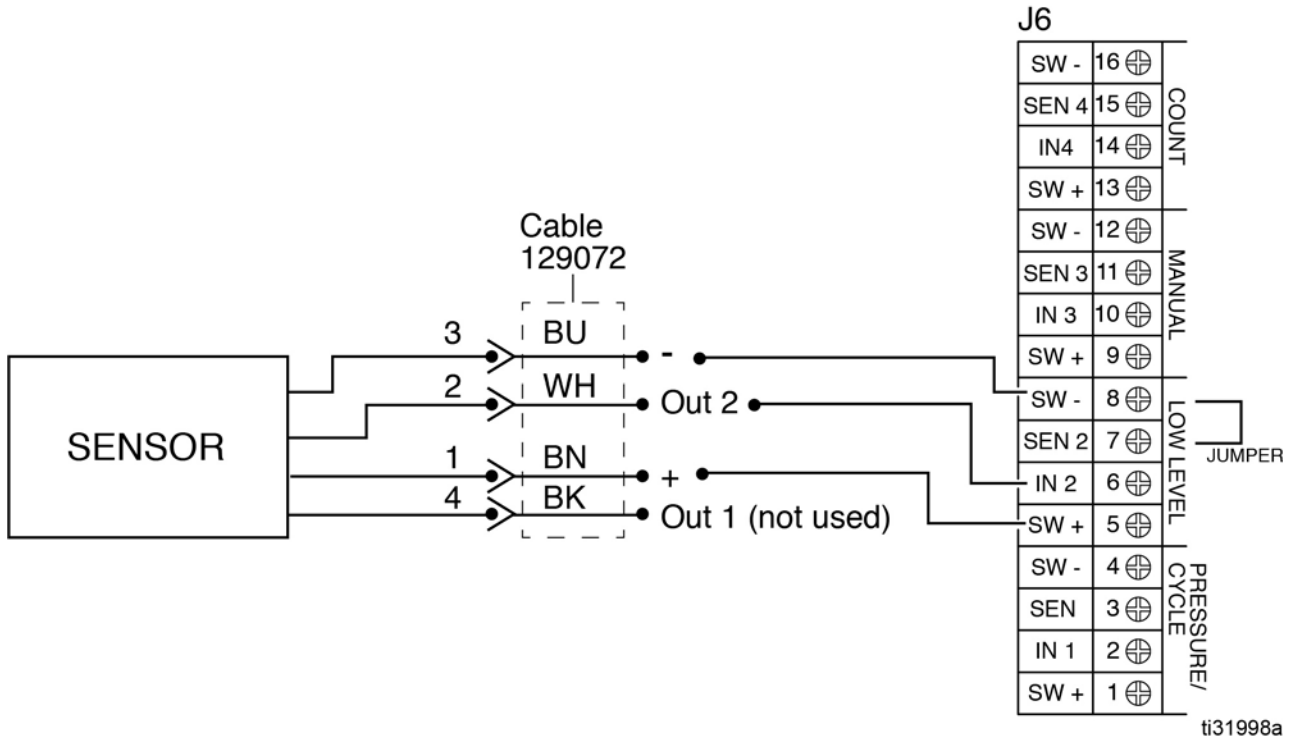 J6
SW - 16
SEN 4 15
IN4 14
SW + 13
COUNT
SW - 12
SEN 3 11
IN 3 10
SW + 9
MANUAL
SW - 8
SEN 2 7
IN 2 6
SW + 5
LOW LEVEL
JUMPER
SW - 4
SEN 3
IN 1 2
SW + 1
PRESSURE/
CYCLE
Cable
129072
3 BU -
2 WH Out 2
1 BN +
4 BK Out 1 (not used)
SENSOR
ti31998a